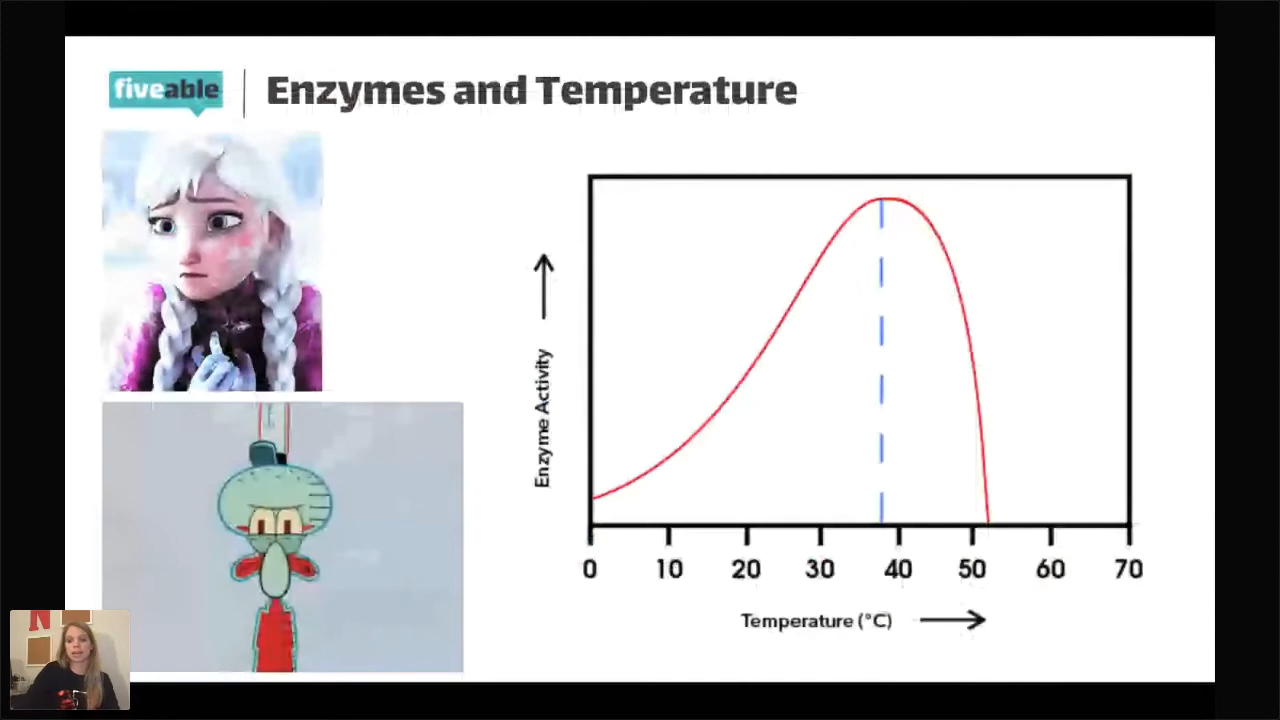 fiveable
Enzymes and Temperature
Enzyme Activity
0 10 20 30 40 50 60 70
Temperature (°C)
N